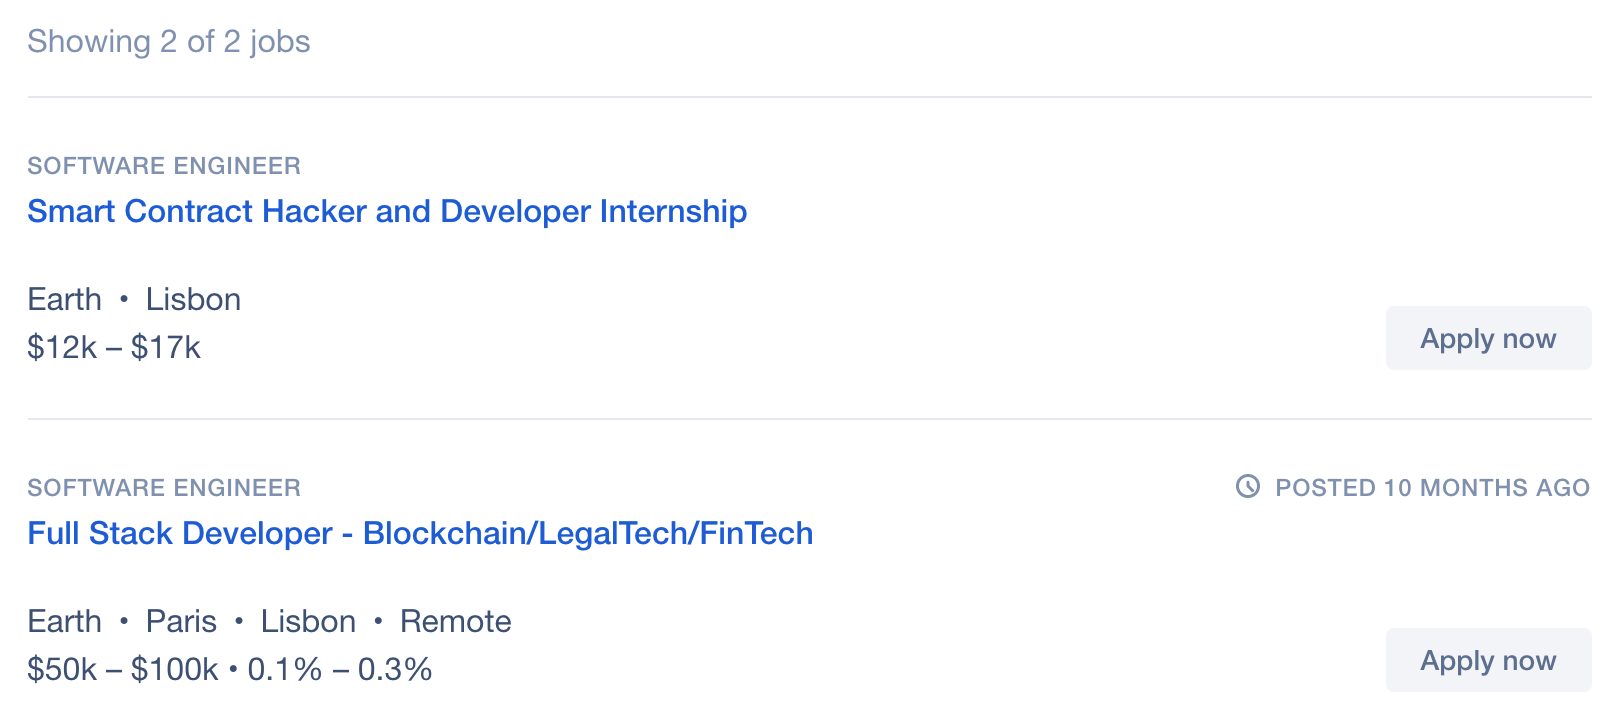 Showing 2 of 2 jobs
SOFTWARE ENGINEER
Smart Contract Hacker and Developer Internship
Earth • Lisbon
$12k – $17k
Apply now
SOFTWARE ENGINEER
POSTED 10 MONTHS AGO
Full Stack Developer - Blockchain/LegalTech/FinTech
Earth • Paris • Lisbon • Remote
$50k – $100k • 0.1% – 0.3%
Apply now